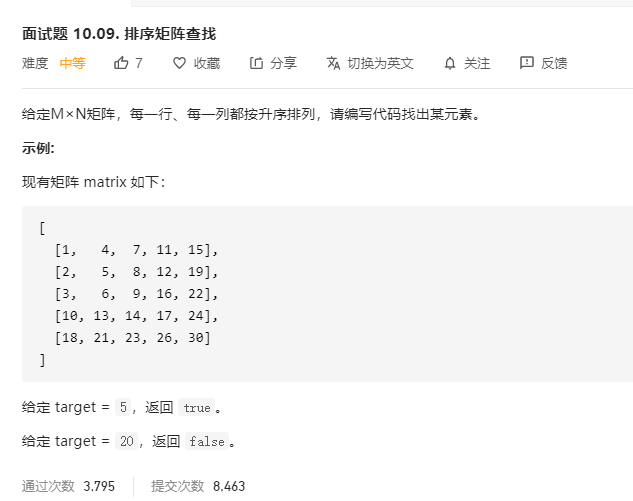 面试题 10.09. 排序矩阵查找
难度 中等 7 收藏 分享 切换为英文 关注 反馈
给定M×N矩阵，每一行、每一列都按升序排列，请编写代码找出某元素。
示例:
现有矩阵 matrix 如下：
[
[1, 4, 7, 11, 15],
[2, 5, 8, 12, 19],
[3, 6, 9, 16, 22],
[10, 13, 14, 17, 24],
[18, 21, 23, 26, 30]
]
给定 target = 5，返回 true。
给定 target = 20，返回 false。
通过次数 3,795 提交次数 8,463